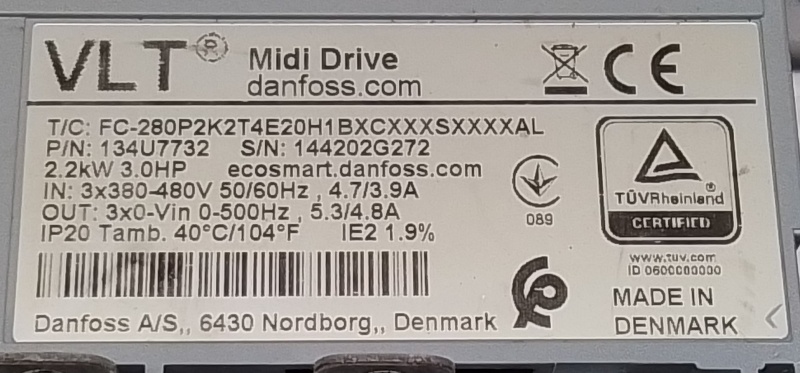 VLT® Midi Drive
danfoss.com
CE
T/C: FC-280P2K2T4E20H1BXCXXXSXXXXAL
P/N: 134U7732 S/N: 144202G272
2.2kW 3.0HP ecosmart.danfoss.com
IN: 3x380-480V 50/60Hz , 4.7/3.9A
OUT: 3x0-Vin 0-500Hz , 5.3/4.8A
IP20 Tamb. 40°C/104°F IE2 1.9%
089
TÜVRheinland®
CERTIFIED
www.tuv.com
ID 0600000000
Danfoss A/S,, 6430 Nordborg,, Denmark
MADE IN
DENMARK